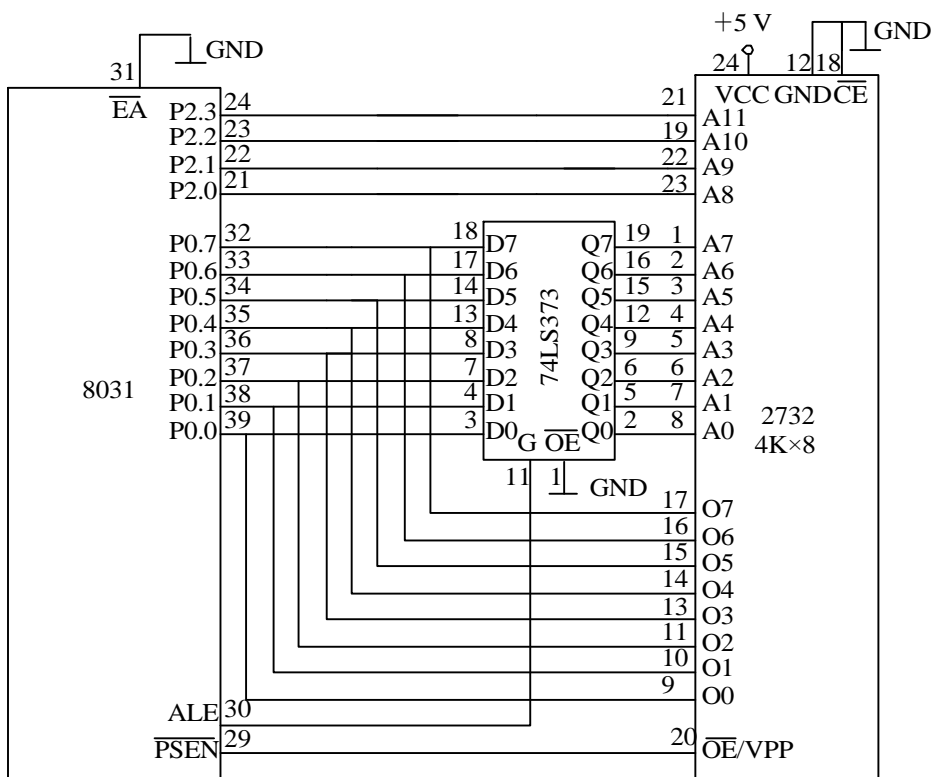 +5 V
GND
GND
31
24
12 18
EA
VCC GND CE
P2.3 24 21 A11
P2.2 23 19 A10
P2.1 22 22 A9
P2.0 21 23 A8
P0.7 32 18 D7 Q7 19 1 A7
P0.6 33 17 D6 Q6 16 2 A6
P0.5 34 14 D5 Q5 15 3 A5
P0.4 35 13 D4 Q4 12 4 A4
P0.3 36 8 D3 Q3 9 5 A3
P0.2 37 7 D2 Q2 6 6 A2
P0.1 38 4 D1 Q1 5 7 A1
P0.0 39 3 D0 Q0 2 8 A0
74LS373
8031
2732
4K×8
G OE
11 1 GND
17 O7
16 O6
15 O5
14 O4
13 O3
11 O2
10 O1
9 O0
ALE 30
PSEN 29 20 OE/VPP